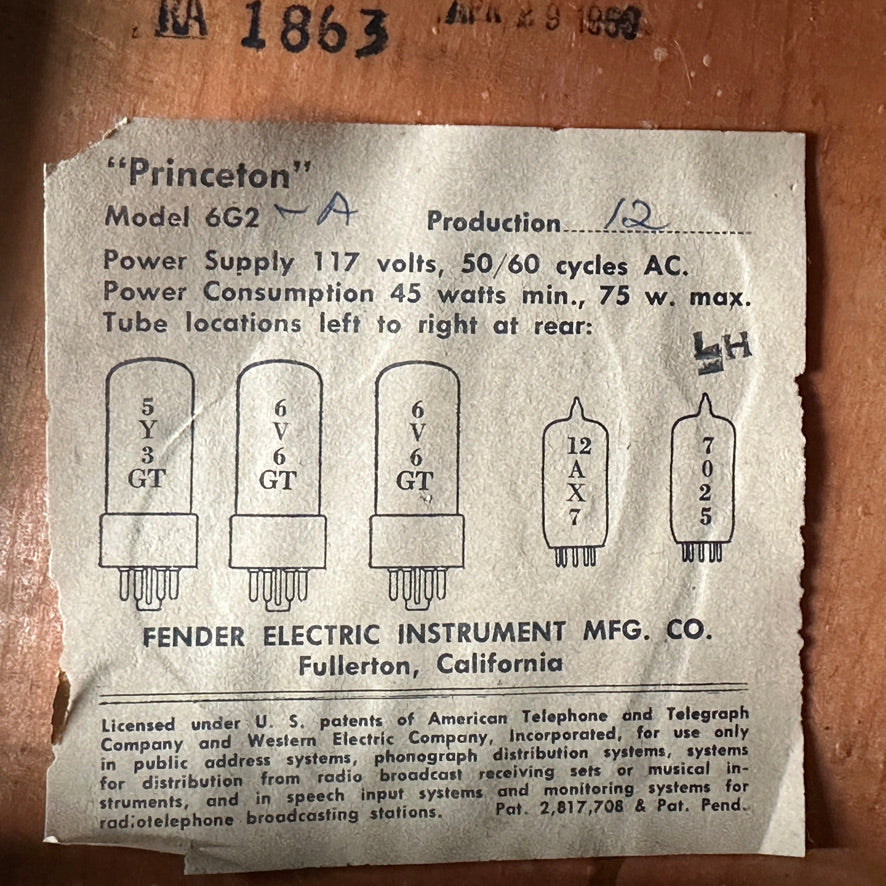 RA 1863 APR 29
"Princeton"
Model 6G2 - A Production 12
Power Supply 117 volts, 50/60 cycles AC.
Power Consumption 45 watts min., 75 w. max.
Tube locations left to right at rear:
H
5
Y
3
GT
6
V
6
GT
6
V
6
GT
12
A
X
7
7
0
2
5
FENDER ELECTRIC INSTRUMENT MFG. CO.
Fullerton, California
Licensed under U. S. patents of American Telephone and Telegraph
Company and Western Electric Company, Incorporated, for use only
in public address systems, phonograph distribution systems, systems
for distribution from radio broadcast receiving sets or musical in-
struments, and in speech input systems and monitoring systems for
radiotelephone broadcasting stations. Pat. 2,817,708 & Pat. Pend.